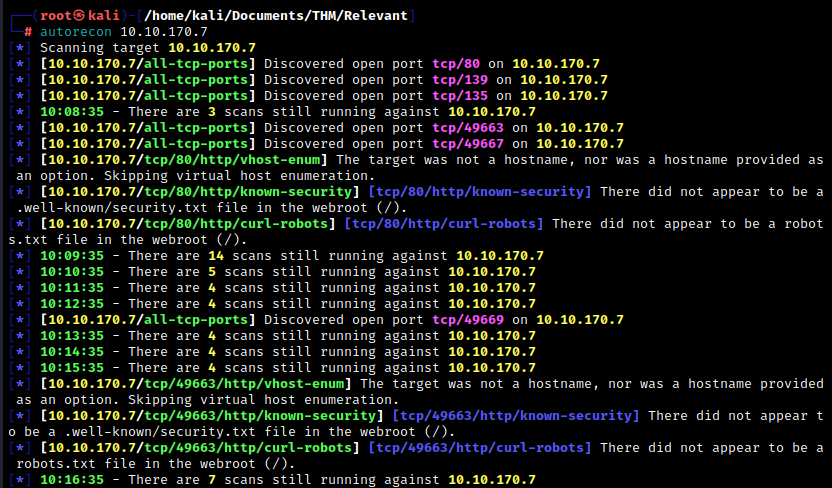 (root㉿kali)-[/home/kali/Documents/THM/Relevant]
# autorecon 10.10.170.7
[*] Scanning target 10.10.170.7
[*] [10.10.170.7/all-tcp-ports] Discovered open port tcp/80 on 10.10.170.7
[*] [10.10.170.7/all-tcp-ports] Discovered open port tcp/139 on 10.10.170.7
[*] [10.10.170.7/all-tcp-ports] Discovered open port tcp/135 on 10.10.170.7
[*] 10:08:35 - There are 3 scans still running against 10.10.170.7
[*] [10.10.170.7/all-tcp-ports] Discovered open port tcp/49663 on 10.10.170.7
[*] [10.10.170.7/all-tcp-ports] Discovered open port tcp/49667 on 10.10.170.7
[*] [10.10.170.7/tcp/80/http/vhost-enum] The target was not a hostname, nor was a hostname provided as
 an option. Skipping virtual host enumeration.
[*] [10.10.170.7/tcp/80/http/known-security] [tcp/80/http/known-security] There did not appear to be a
 .well-known/security.txt file in the webroot (/).
[*] [10.10.170.7/tcp/80/http/curl-robots] [tcp/80/http/curl-robots] There did not appear to be a robot
s.txt file in the webroot (/).
[*] 10:09:35 - There are 14 scans still running against 10.10.170.7
[*] 10:10:35 - There are 5 scans still running against 10.10.170.7
[*] 10:11:35 - There are 4 scans still running against 10.10.170.7
[*] 10:12:35 - There are 4 scans still running against 10.10.170.7
[*] [10.10.170.7/all-tcp-ports] Discovered open port tcp/49669 on 10.10.170.7
[*] 10:13:35 - There are 4 scans still running against 10.10.170.7
[*] 10:14:35 - There are 4 scans still running against 10.10.170.7
[*] 10:15:35 - There are 4 scans still running against 10.10.170.7
[*] [10.10.170.7/tcp/49663/http/vhost-enum] The target was not a hostname, nor was a hostname provided
 as an option. Skipping virtual host enumeration.
[*] [10.10.170.7/tcp/49663/http/known-security] [tcp/49663/http/known-security] There did not appear t
o be a .well-known/security.txt file in the webroot (/).
[*] [10.10.170.7/tcp/49663/http/curl-robots] [tcp/49663/http/curl-robots] There did not appear to be a
 robots.txt file in the webroot (/).
[*] 10:16:35 - There are 7 scans still running against 10.10.170.7